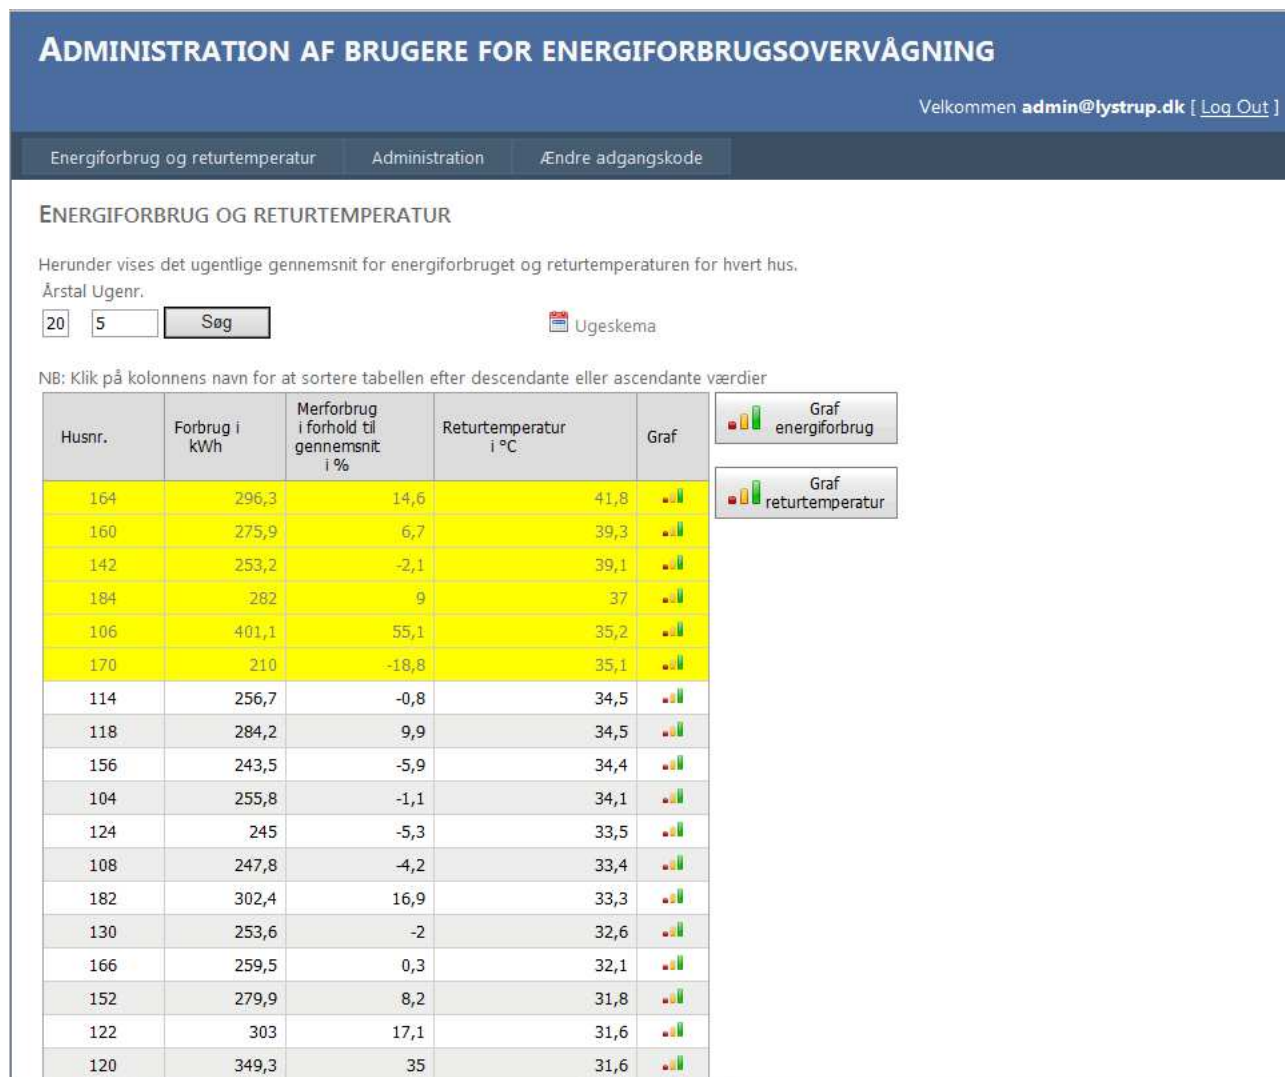 ADMINISTRATION AF BRUGERE FOR ENERGIFORBRUGSOVERVÅGNING
Velkommen admin@lystrup.dk [ Log Out ]
Energiforbrug og returtemperatur Administration Ændre adgangskode
ENERGIFORBRUG OG RETURTEMPERATUR
Herunder vises det ugentlige gennemsnit for energiforbruget og returtemperaturen for hvert hus.
Årstal Ugenr.
20 5 Søg Ugeskema
NB: Klik på kolonnens navn for at sortere tabellen efter descendante eller ascendante værdier
Husnr. Forbrug i kWh Merforbrug i forhold til gennemsnit i % Returtemperatur i °C Graf
Graf energiforbrug
Graf returtemperatur
164 296,3 14,6 41,8
160 275,9 6,7 39,3
142 253,2 -2,1 39,1
184 282 9 37
106 401,1 55,1 35,2
170 210 -18,8 35,1
114 256,7 -0,8 34,5
118 284,2 9,9 34,5
156 243,5 -5,9 34,4
104 255,8 -1,1 34,1
124 245 -5,3 33,5
108 247,8 -4,2 33,4
182 302,4 16,9 33,3
130 253,6 -2 32,6
166 259,5 0,3 32,1
152 279,9 8,2 31,8
122 303 17,1 31,6
120 349,3 35 31,6